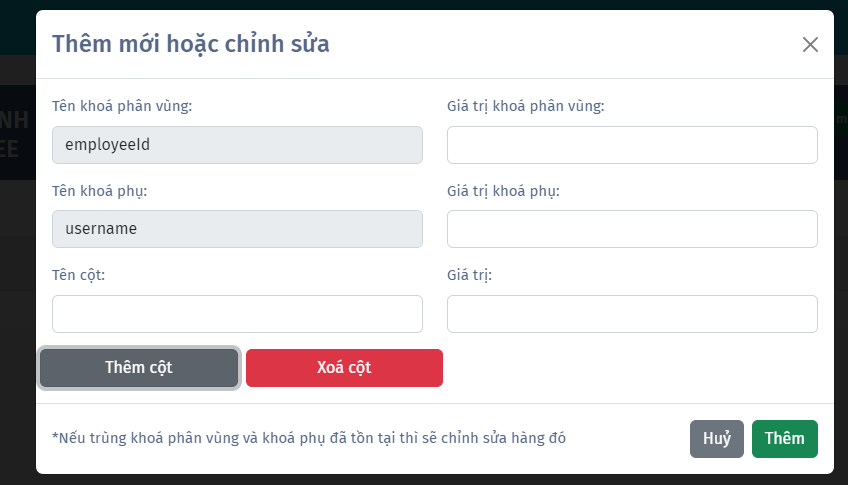 Thêm mới hoặc chỉnh sửa
NH
EE
m
Tên khoá phân vùng:
Giá trị khoá phân vùng:
employeeId
Tên khoá phụ:
Giá trị khoá phụ:
username
Tên cột:
Giá trị:
Thêm cột
Xoá cột
*Nếu trùng khoá phân vùng và khoá phụ đã tồn tại thì sẽ chỉnh sửa hàng đó
Huỷ
Thêm